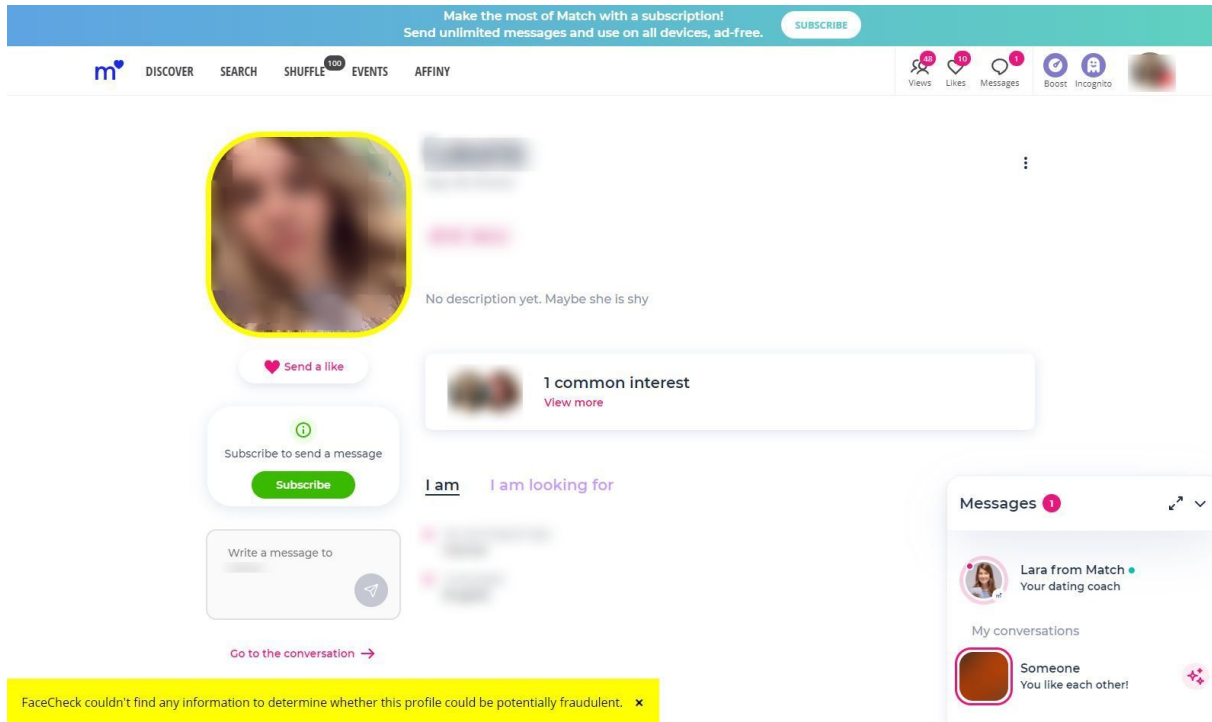 Make the most of Match with a subscription!
Send unlimited messages and use on all devices, ad-free.
SUBSCRIBE
m
DISCOVER
SEARCH
SHUFFLE
100
EVENTS
AFFINY
48
Views
10
Likes
1
Messages
Boost
Incognito
No description yet. Maybe she is shy
Send a like
1 common interest
View more
Subscribe to send a message
Subscribe
I am
I am looking for
Write a message to
Go to the conversation →
Messages 1
Lara from Match
Your dating coach
My conversations
Someone
You like each other!
FaceCheck couldn't find any information to determine whether this profile could be potentially fraudulent. ×